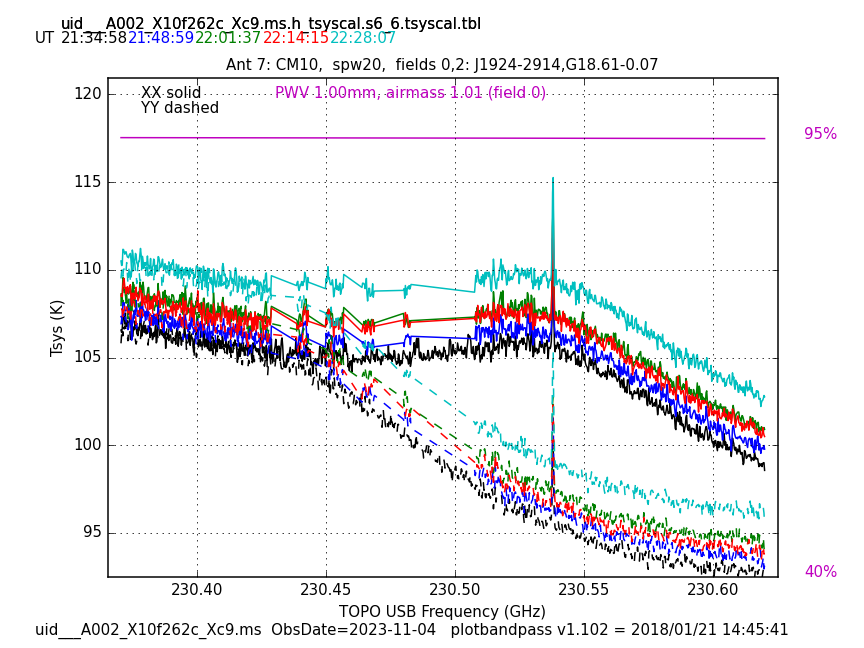 uid___A002_X10f262c_Xc9.ms.h_tsyscal.s6_6.tsyscal.tbl
UT 21:34:58 21:48:59 22:01:37 22:14:15 22:28:07
Ant 7: CM10,  spw20,  fields 0,2: J1924-2914,G18.61-0.07
XX solid
YY dashed
PWV 1.00mm, airmass 1.01 (field 0)
120
115
110
105
100
95
Tsys (K)
95%
40%
230.40 230.45 230.50 230.55 230.60
TOPO USB Frequency (GHz)
uid___A002_X10f262c_Xc9.ms  ObsDate=2023-11-04   plotbandpass v1.102 = 2018/01/21 14:45:41